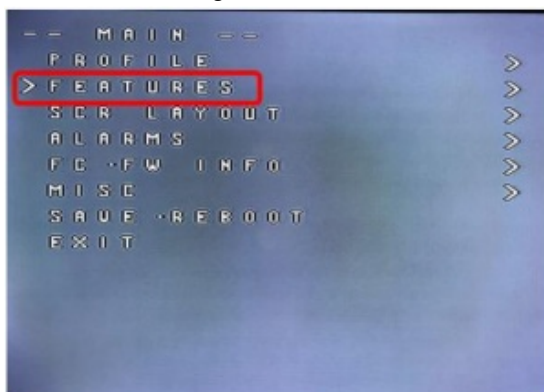 -- MAIN --
PROFILE >
> FEATURES >
SCR LAYOUT >
ALARMS >
FC-FW INFO >
MISC >
SAVE-REBOOT
EXIT